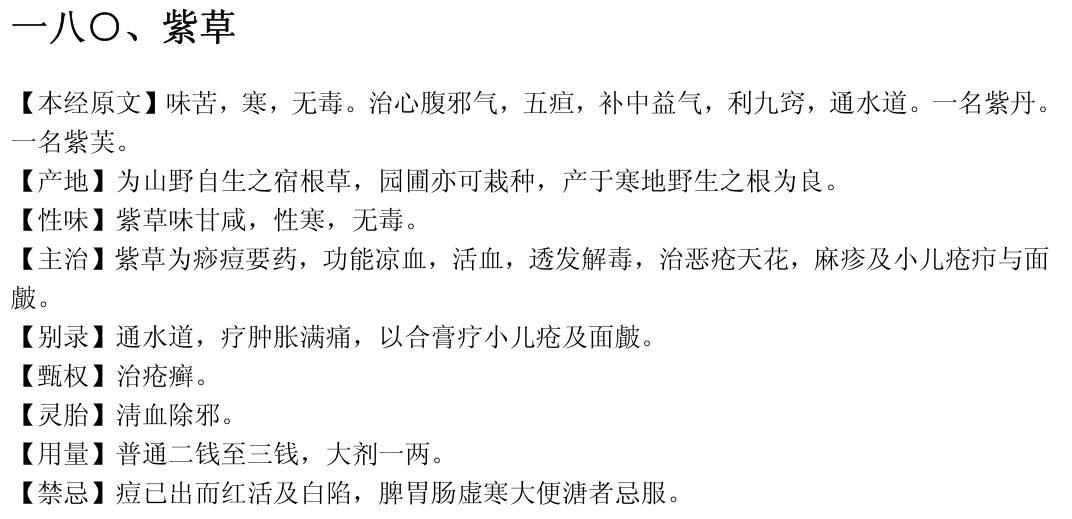 一八〇、紫草
【本经原文】味苦，寒，无毒。治心腹邪气，五疸，补中益气，利九窍，通水道。一名紫丹。
一名紫芙。
【产地】为山野自生之宿根草，园圃亦可栽种，产于寒地野生之根为良。
【性味】紫草味甘咸，性寒，无毒。
【主治】紫草为痧痘要药，功能凉血，活血，透发解毒，治恶疮天花，麻疹及小儿疮疖与面
皻。
【别录】通水道，疗肿胀满痛，以合膏疗小儿疮及面皻。
【甄权】治疮癣。
【灵胎】清血除邪。
【用量】普通二钱至三钱，大剂一两。
【禁忌】痘已出而红活及白陷，脾胃肠虚寒大便溏者忌服。